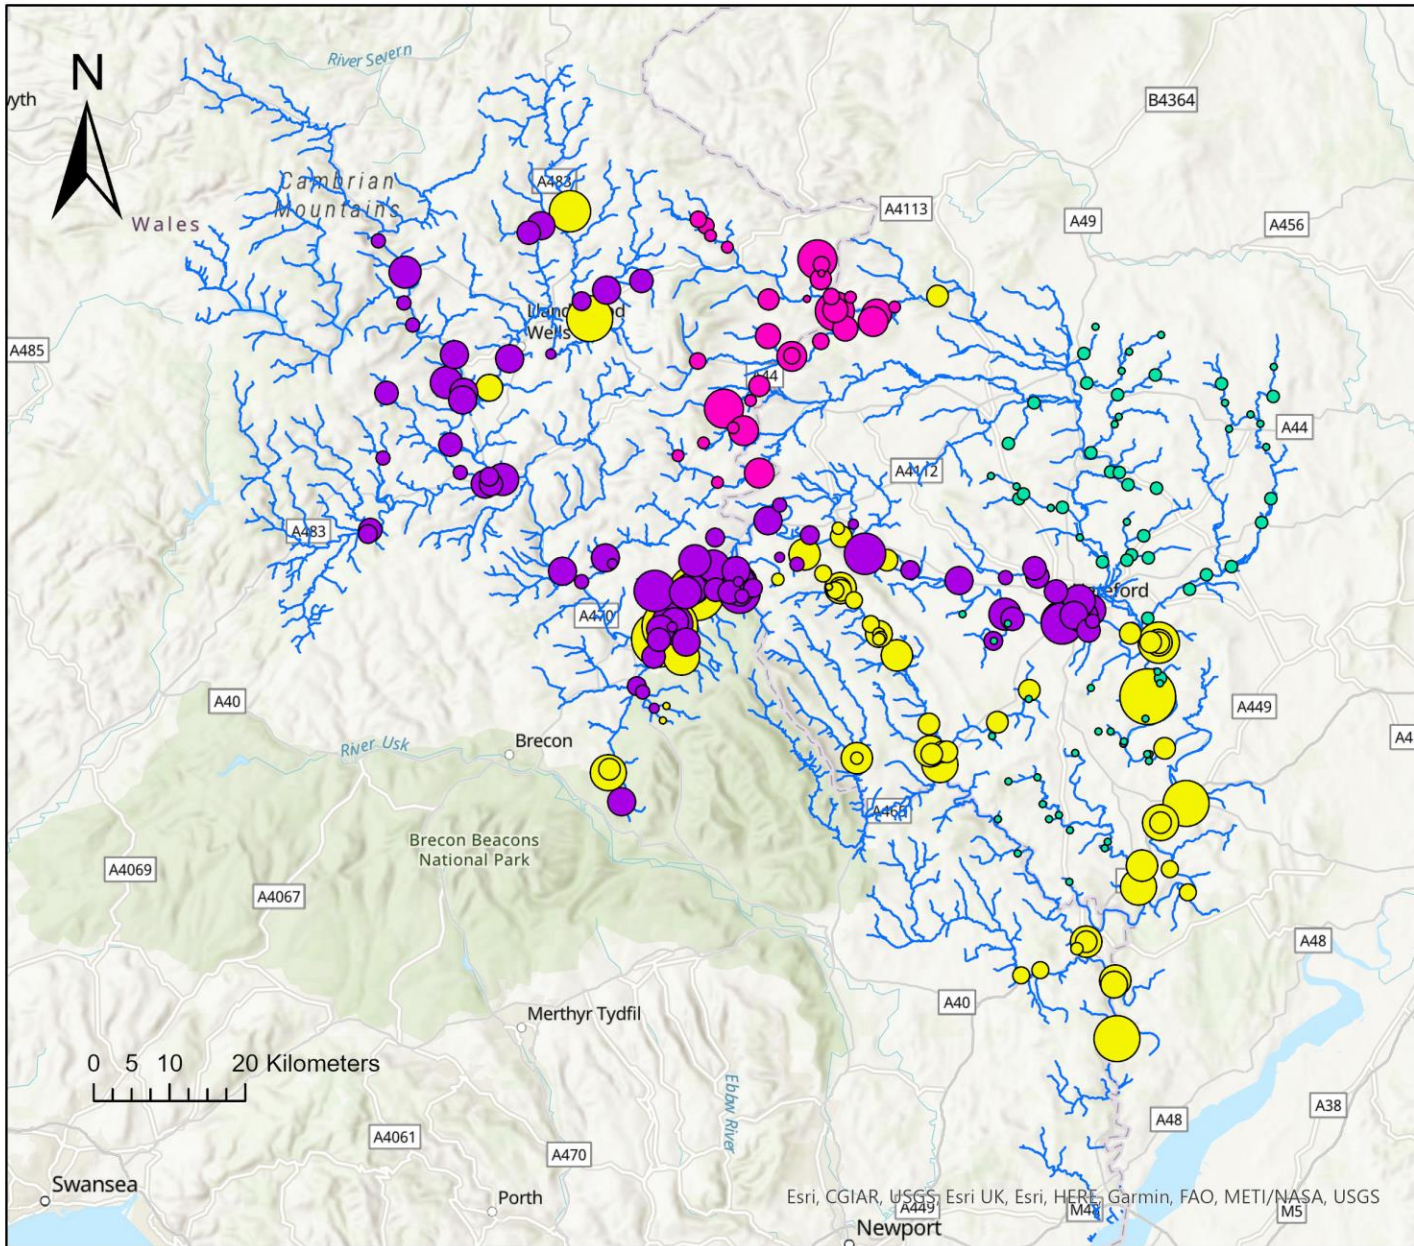 River Severn
N
yth
B4364
Cambrian
Mountains
A483
Wales
A4113
A49
A456
A485
Wells
A44
A44
A4112
A483
A470
A40
A449
River Usk
Brecon
A465
Brecon Beacons
National Park
A4069
A4067
A48
A40
Merthyr Tydfil
0 5 10 20 Kilometers
Ebbw River
A48
A38
A4061
A470
Swansea
Porth
Esri, CGIAR, USGS, Esri UK, Esri, HERE, Garmin, FAO, METI/NASA, USGS
A449
M48
M5
Newport